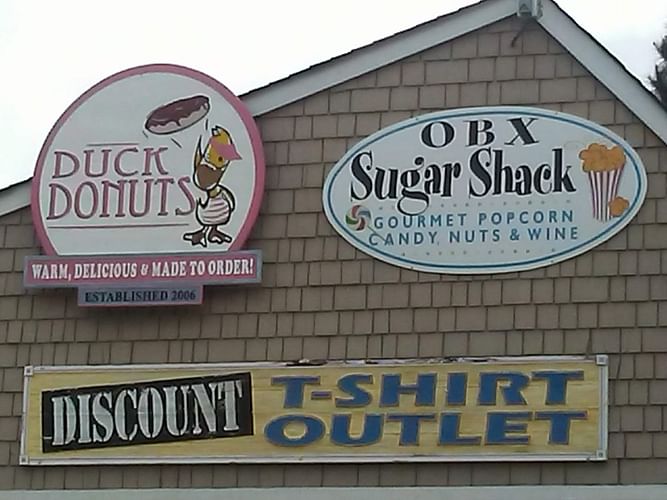 DUCK
DONUTS
WARM, DELICIOUS & MADE TO ORDER!
ESTABLISHED 2006
OBX
Sugar Shack
GOURMET POPCORN
CANDY, NUTS & WINE
DISCOUNT
T-SHIRT
OUTLET